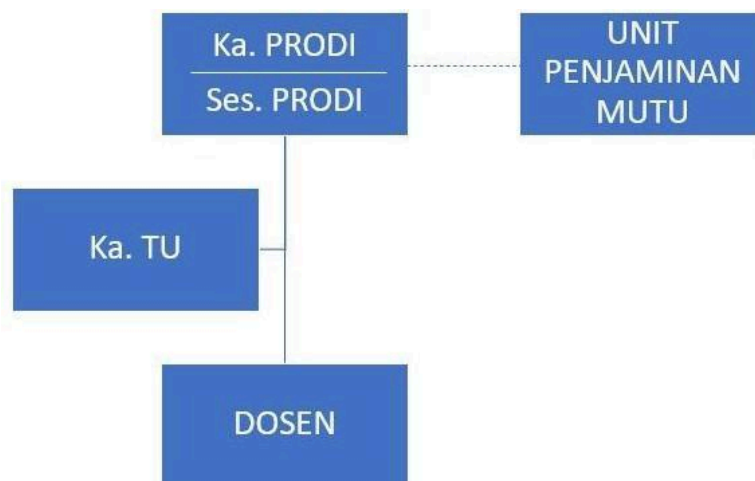 Ka. PRODI
Ses. PRODI
UNIT
PENJAMINAN
MUTU
Ka. TU
DOSEN